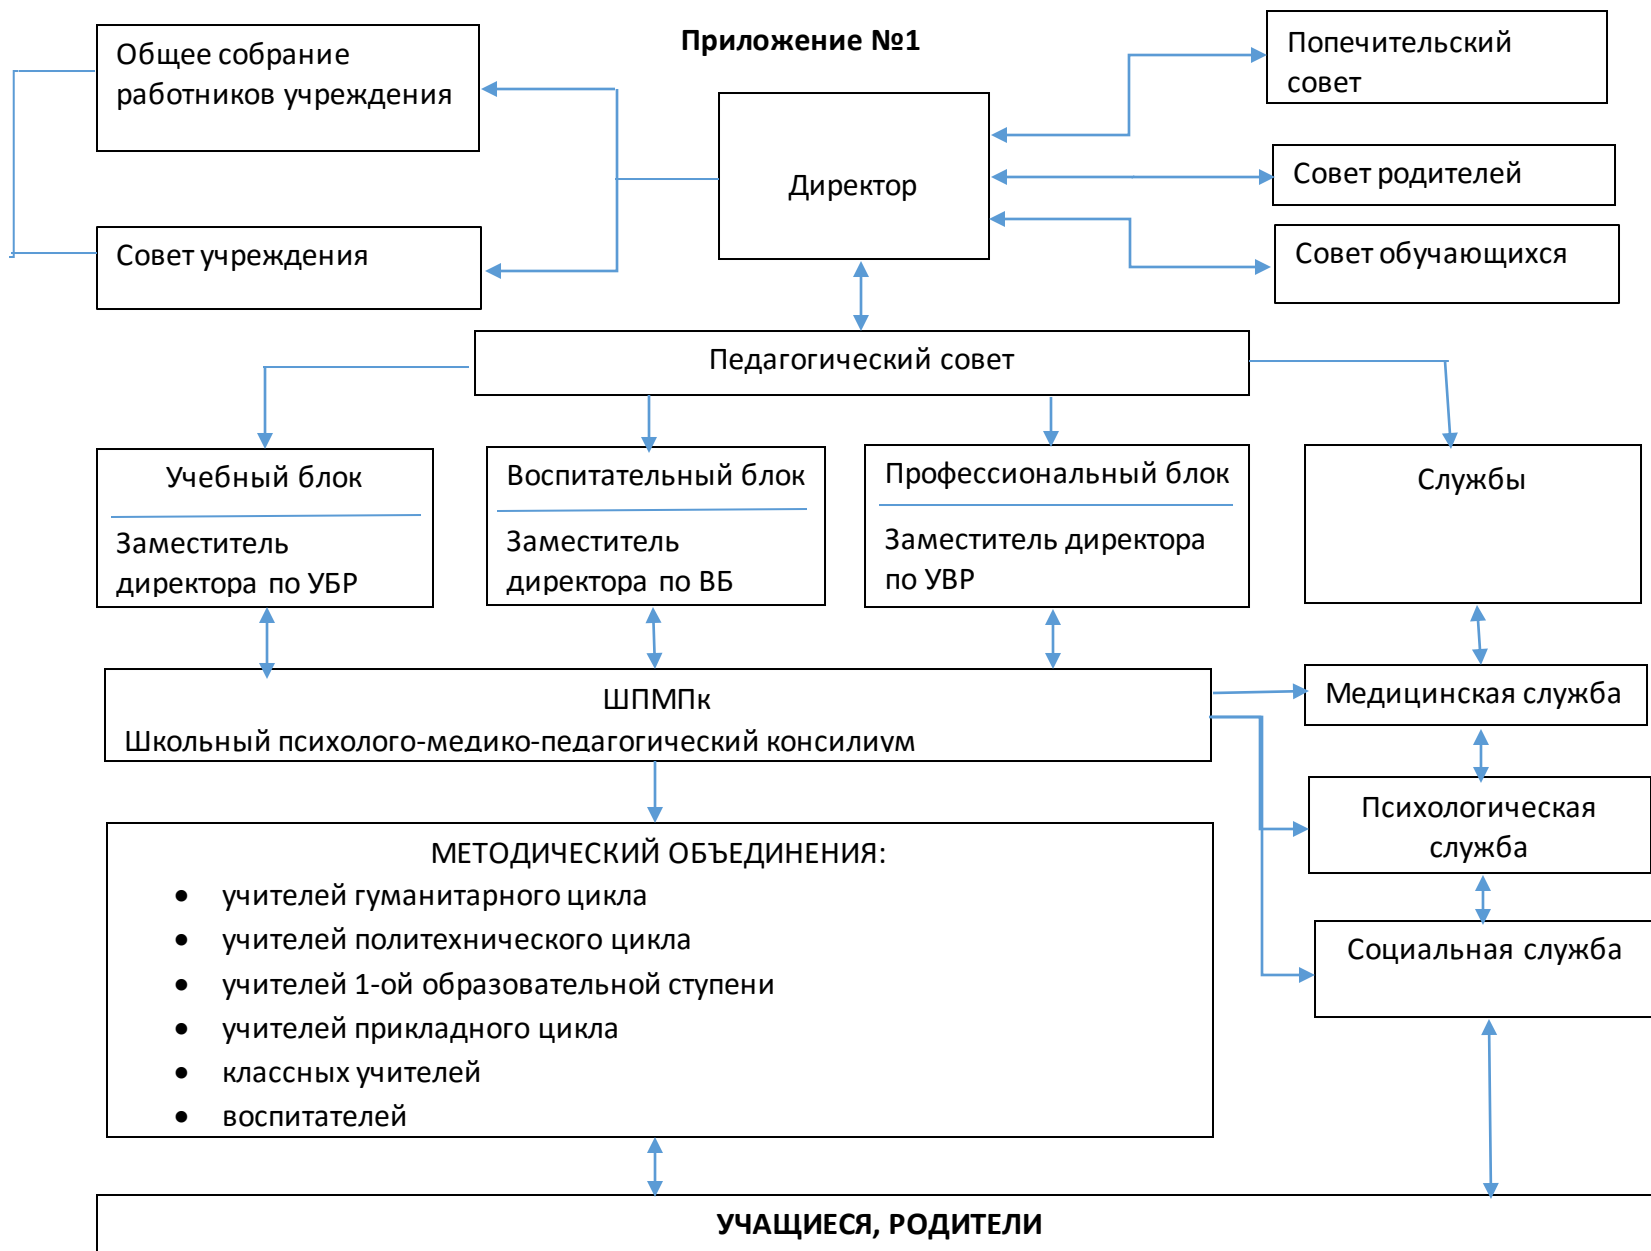 Приложение №1
Общее собрание
работников учреждения
Попечительский
совет
Директор
Совет родителей
Совет учреждения
Совет обучающихся
Педагогический совет
Учебный блок
Заместитель
директора по УБР
Воспитательный блок
Заместитель
директора по ВБ
Профессиональный блок
Заместитель директора
по УВР
Службы
ШПМПк
Школьный психолого-медико-педагогический консилиум
Медицинская служба
Психологическая
служба
Социальная служба
МЕТОДИЧЕСКИЙ ОБЪЕДИНЕНИЯ:
• учителей гуманитарного цикла
• учителей политехнического цикла
• учителей 1-ой образовательной ступени
• учителей прикладного цикла
• классных учителей
• воспитателей
УЧАЩИЕСЯ, РОДИТЕЛИ